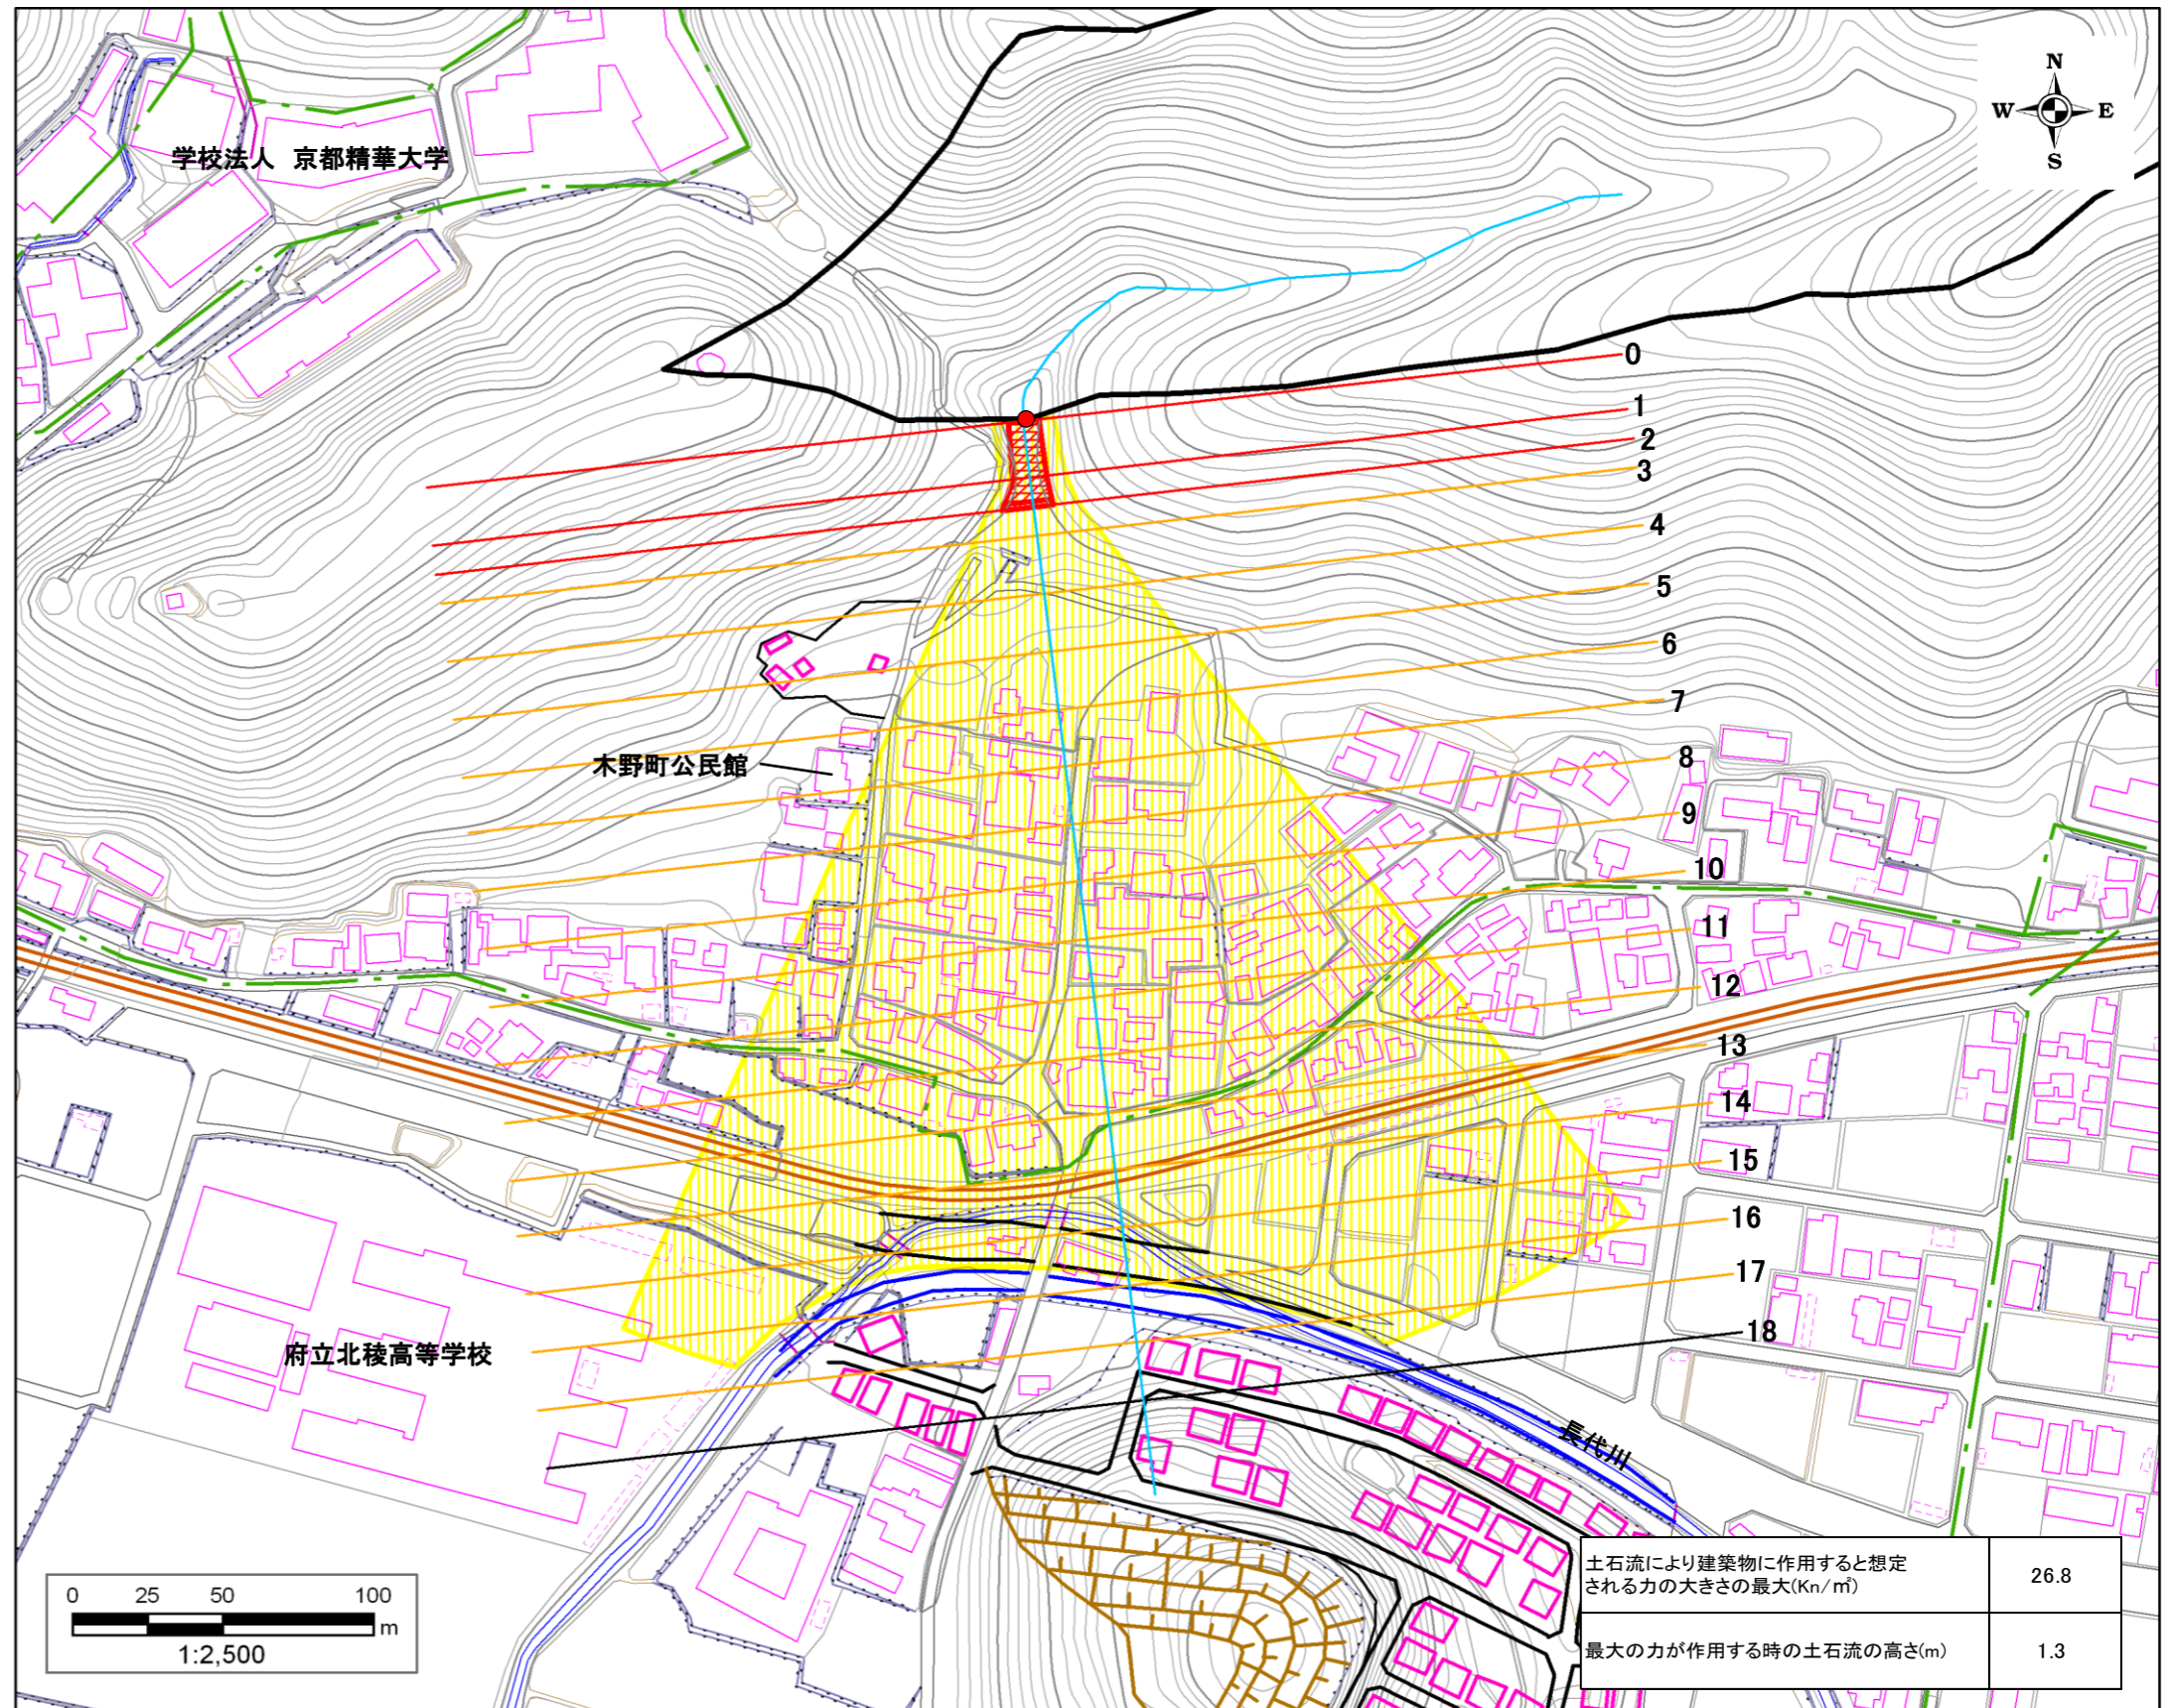 N
W E
S
学校法人 京都精華大学
0
1
2
3
4
5
6
7
木野町公民館
8
9
10
11
12
13
14
15
16
17
18
府立北稜高等学校
長代川
土石流により建築物に作用すると想定
される力の大きさの最大(Kn/㎡)
26.8
最大の力が作用する時の土石流の高さ(m)
1.3
0 25 50 100
m
1:2,500